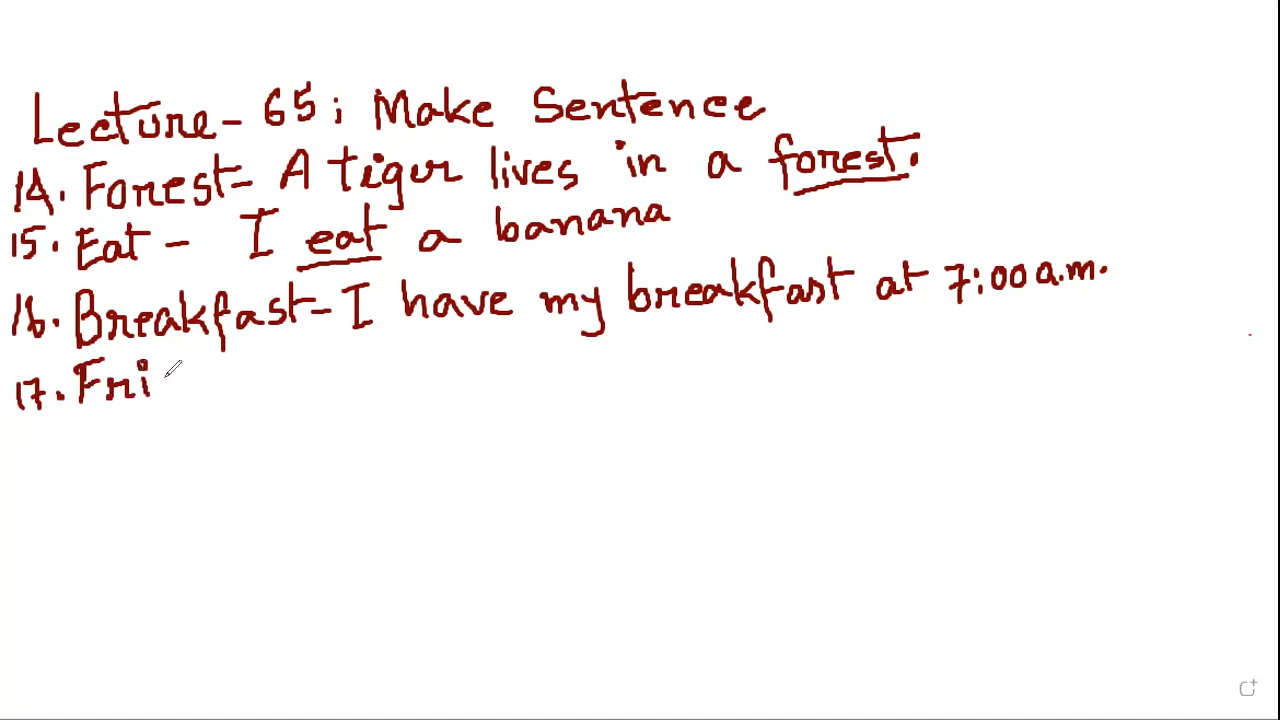 Lecture-65; Make Sentence
14. Forest- A tiger lives in a forest.
15. Eat - I eat a banana
16. Breakfast- I have my breakfast at 7:00 a.m.
17. Fri